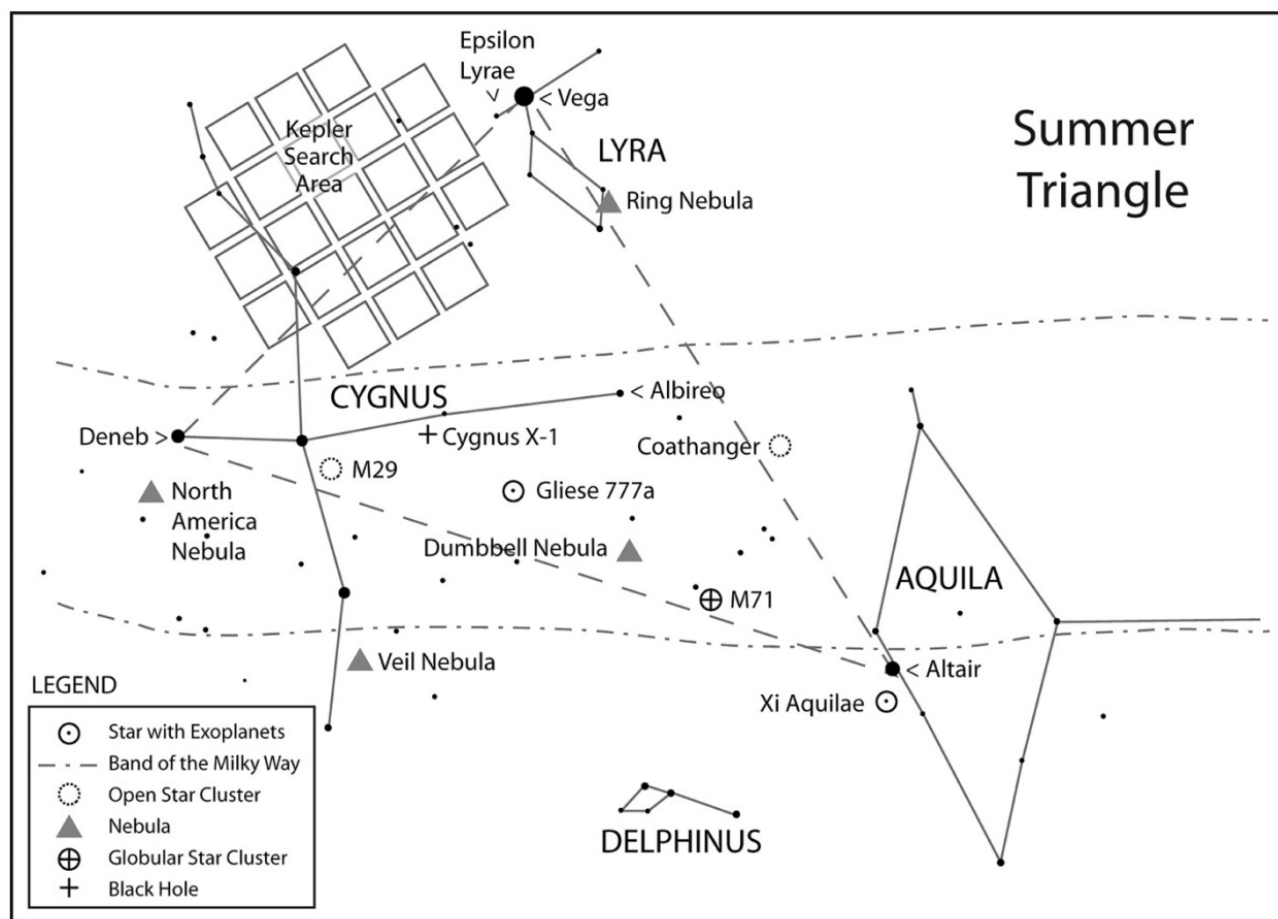 Epsilon
Lyrae
< Vega
Summer
Triangle
Kepler
Search
Area
LYRA
Ring Nebula
CYGNUS
< Albireo
Deneb >
Cygnus X-1
Coathanger
M29
North
America
Nebula
Gliese 777a
Dumbbell Nebula
AQUILA
M71
Veil Nebula
< Altair
Xi Aquilae
DELPHINUS
LEGEND
Star with Exoplanets
Band of the Milky Way
Open Star Cluster
Nebula
Globular Star Cluster
Black Hole